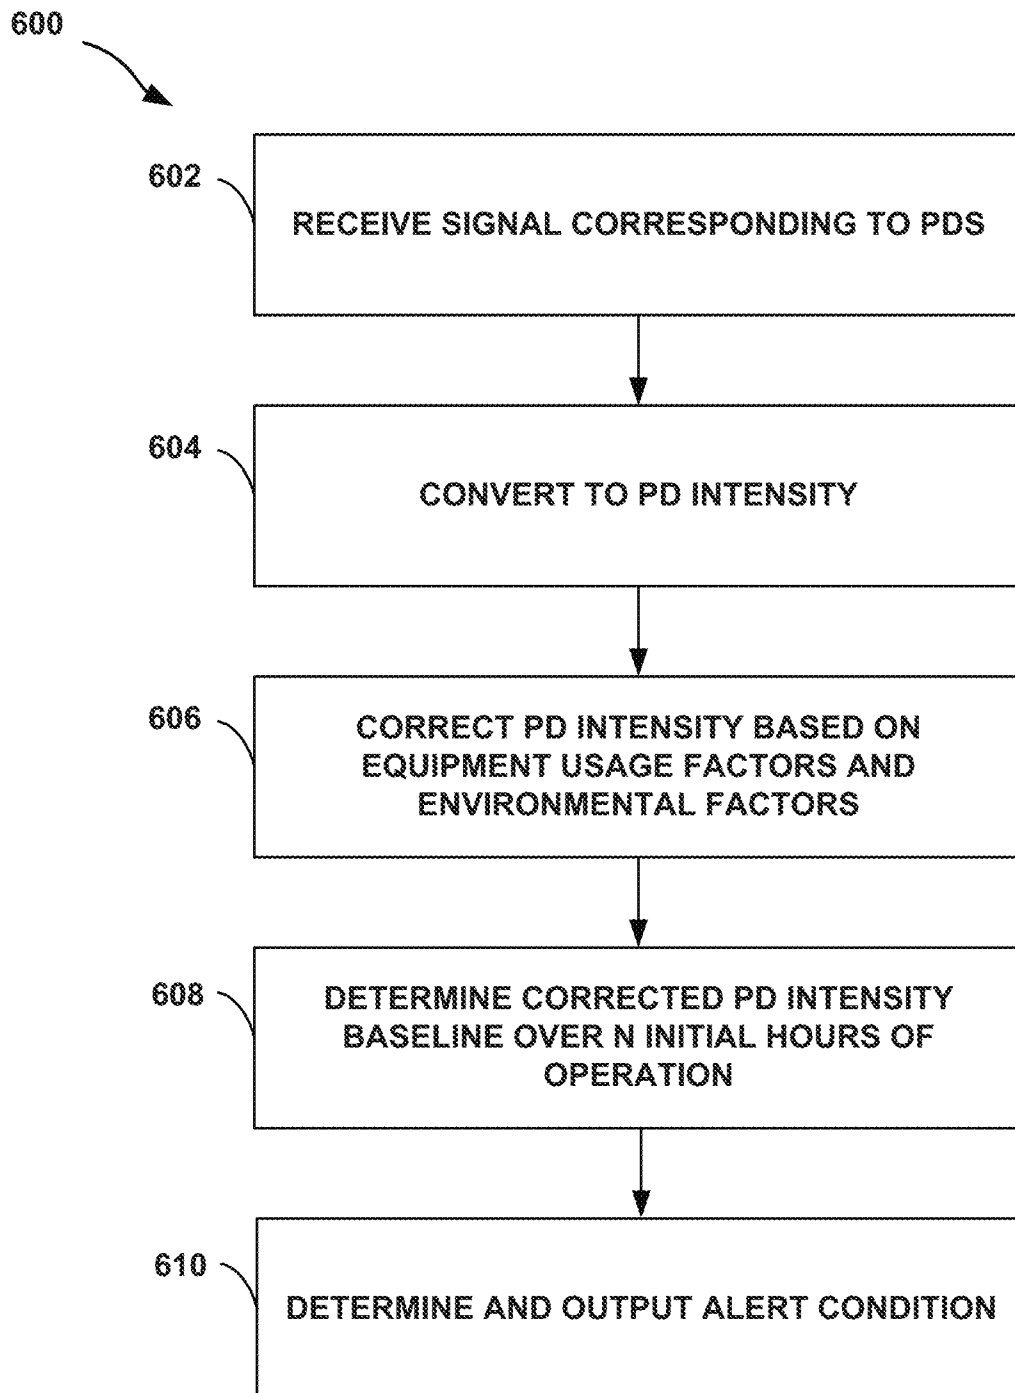 600
602
RECEIVE SIGNAL CORRESPONDING TO PDS
604
CONVERT TO PD INTENSITY
606
CORRECT PD INTENSITY BASED ON
EQUIPMENT USAGE FACTORS AND
ENVIRONMENTAL FACTORS
608
DETERMINE CORRECTED PD INTENSITY
BASELINE OVER N INITIAL HOURS OF
OPERATION
610
DETERMINE AND OUTPUT ALERT CONDITION